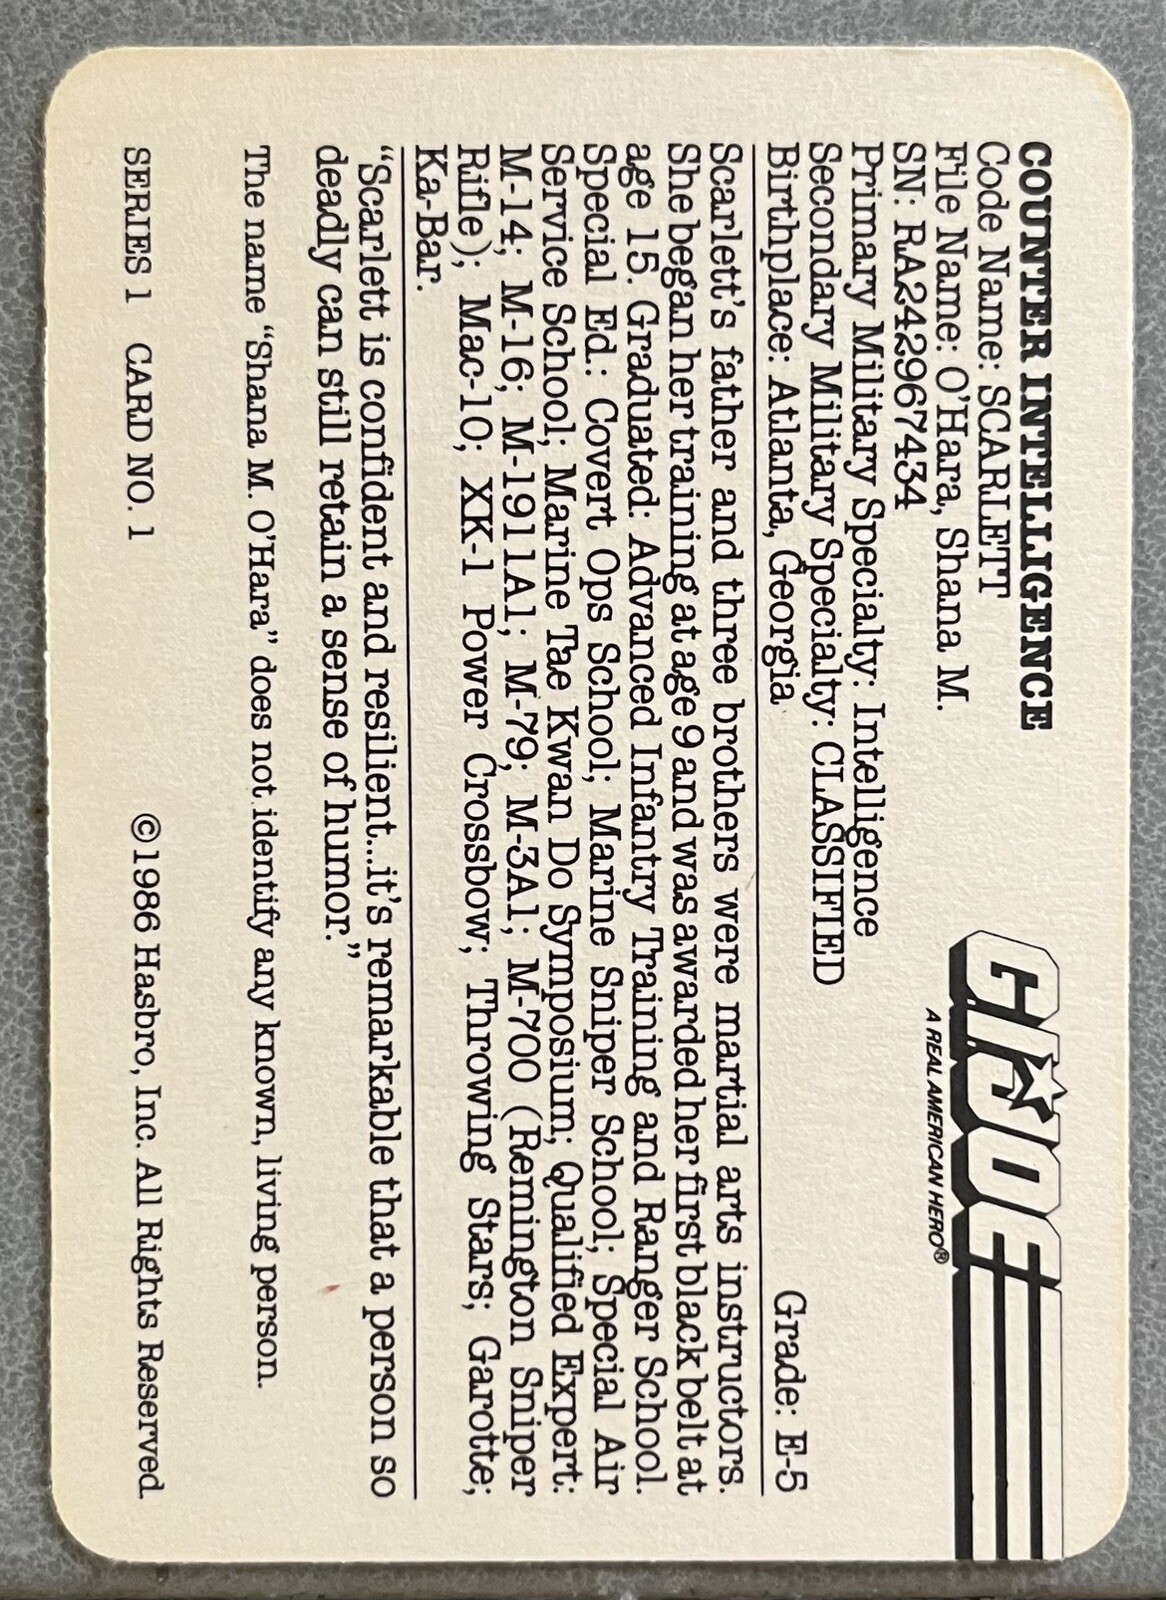 COUNTER INTELLIGENCE
Code Name: SCARLETT
File Name: O'Hara, Shana M.
SN: RA242967434
Primary Military Specialty: Intelligence
Secondary Military Specialty: CLASSIFIED
Birthplace: Atlanta, Georgia
Grade: E-5
GI JOE
A REAL AMERICAN HERO®
Scarlett's father and three brothers were martial arts instructors.
She began her training at age 9 and was awarded her first black belt at
age 15. Graduated: Advanced Infantry Training and Ranger School.
Special Ed.: Covert Ops School; Marine Sniper School; Special Air
Service School; Marine Tae Kwan Do Symposium; Qualified Expert:
M-14; M-16; M-1911A1; M-79; M-3A1; M-700 (Remington Sniper
Rifle); Mac-10; XK-1 Power Crossbow; Throwing Stars; Garotte;
Ka-Bar.
"Scarlett is confident and resilient...it's remarkable that a person so
deadly can still retain a sense of humor."
The name "Shana M. O'Hara" does not identify any known, living person.
SERIES 1 CARD NO. 1
©1986 Hasbro, Inc. All Rights Reserved.